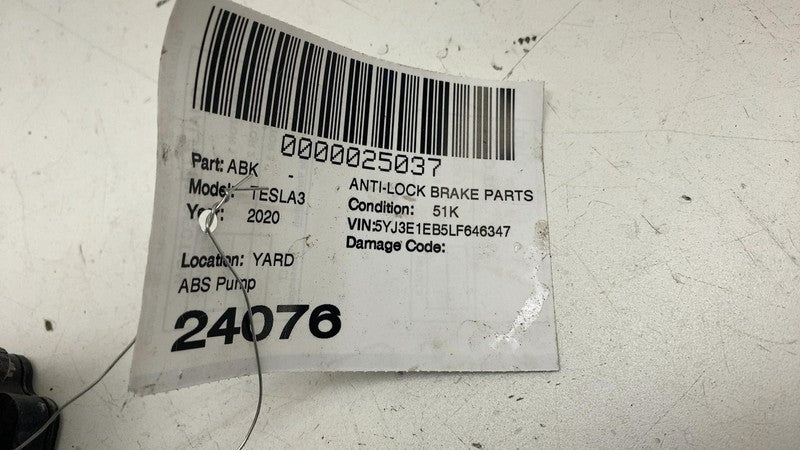 0000025037
Part: ABK - ANTI-LOCK BRAKE PARTS
Model: TESLA3 Condition: 51K
Year: 2020 VIN:5YJ3E1EB5LF646347
Damage Code:
Location: YARD
ABS Pump
24076